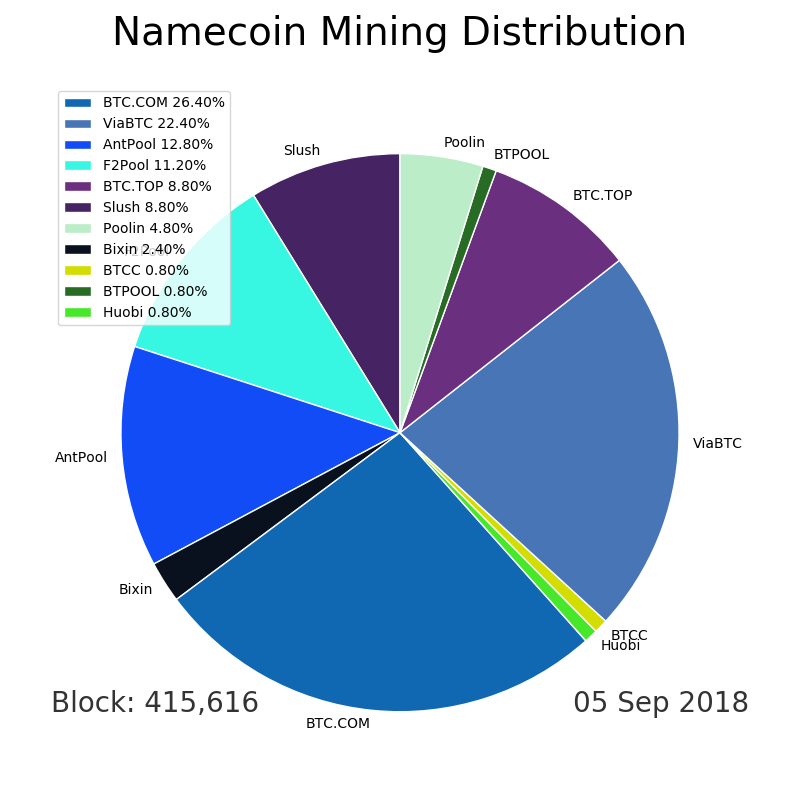 Namecoin Mining Distribution
BTC.COM 26.40%
ViaBTC 22.40%
AntPool 12.80%
F2Pool 11.20%
BTC.TOP 8.80%
Slush 8.80%
Poolin 4.80%
Bixin 2.40%
BTCC 0.80%
BTPOOL 0.80%
Huobi 0.80%
Slush
Poolin
BTPOOL
BTC.TOP
ViaBTC
AntPool
Bixin
BTCC
Huobi
BTC.COM
Block: 415,616
05 Sep 2018